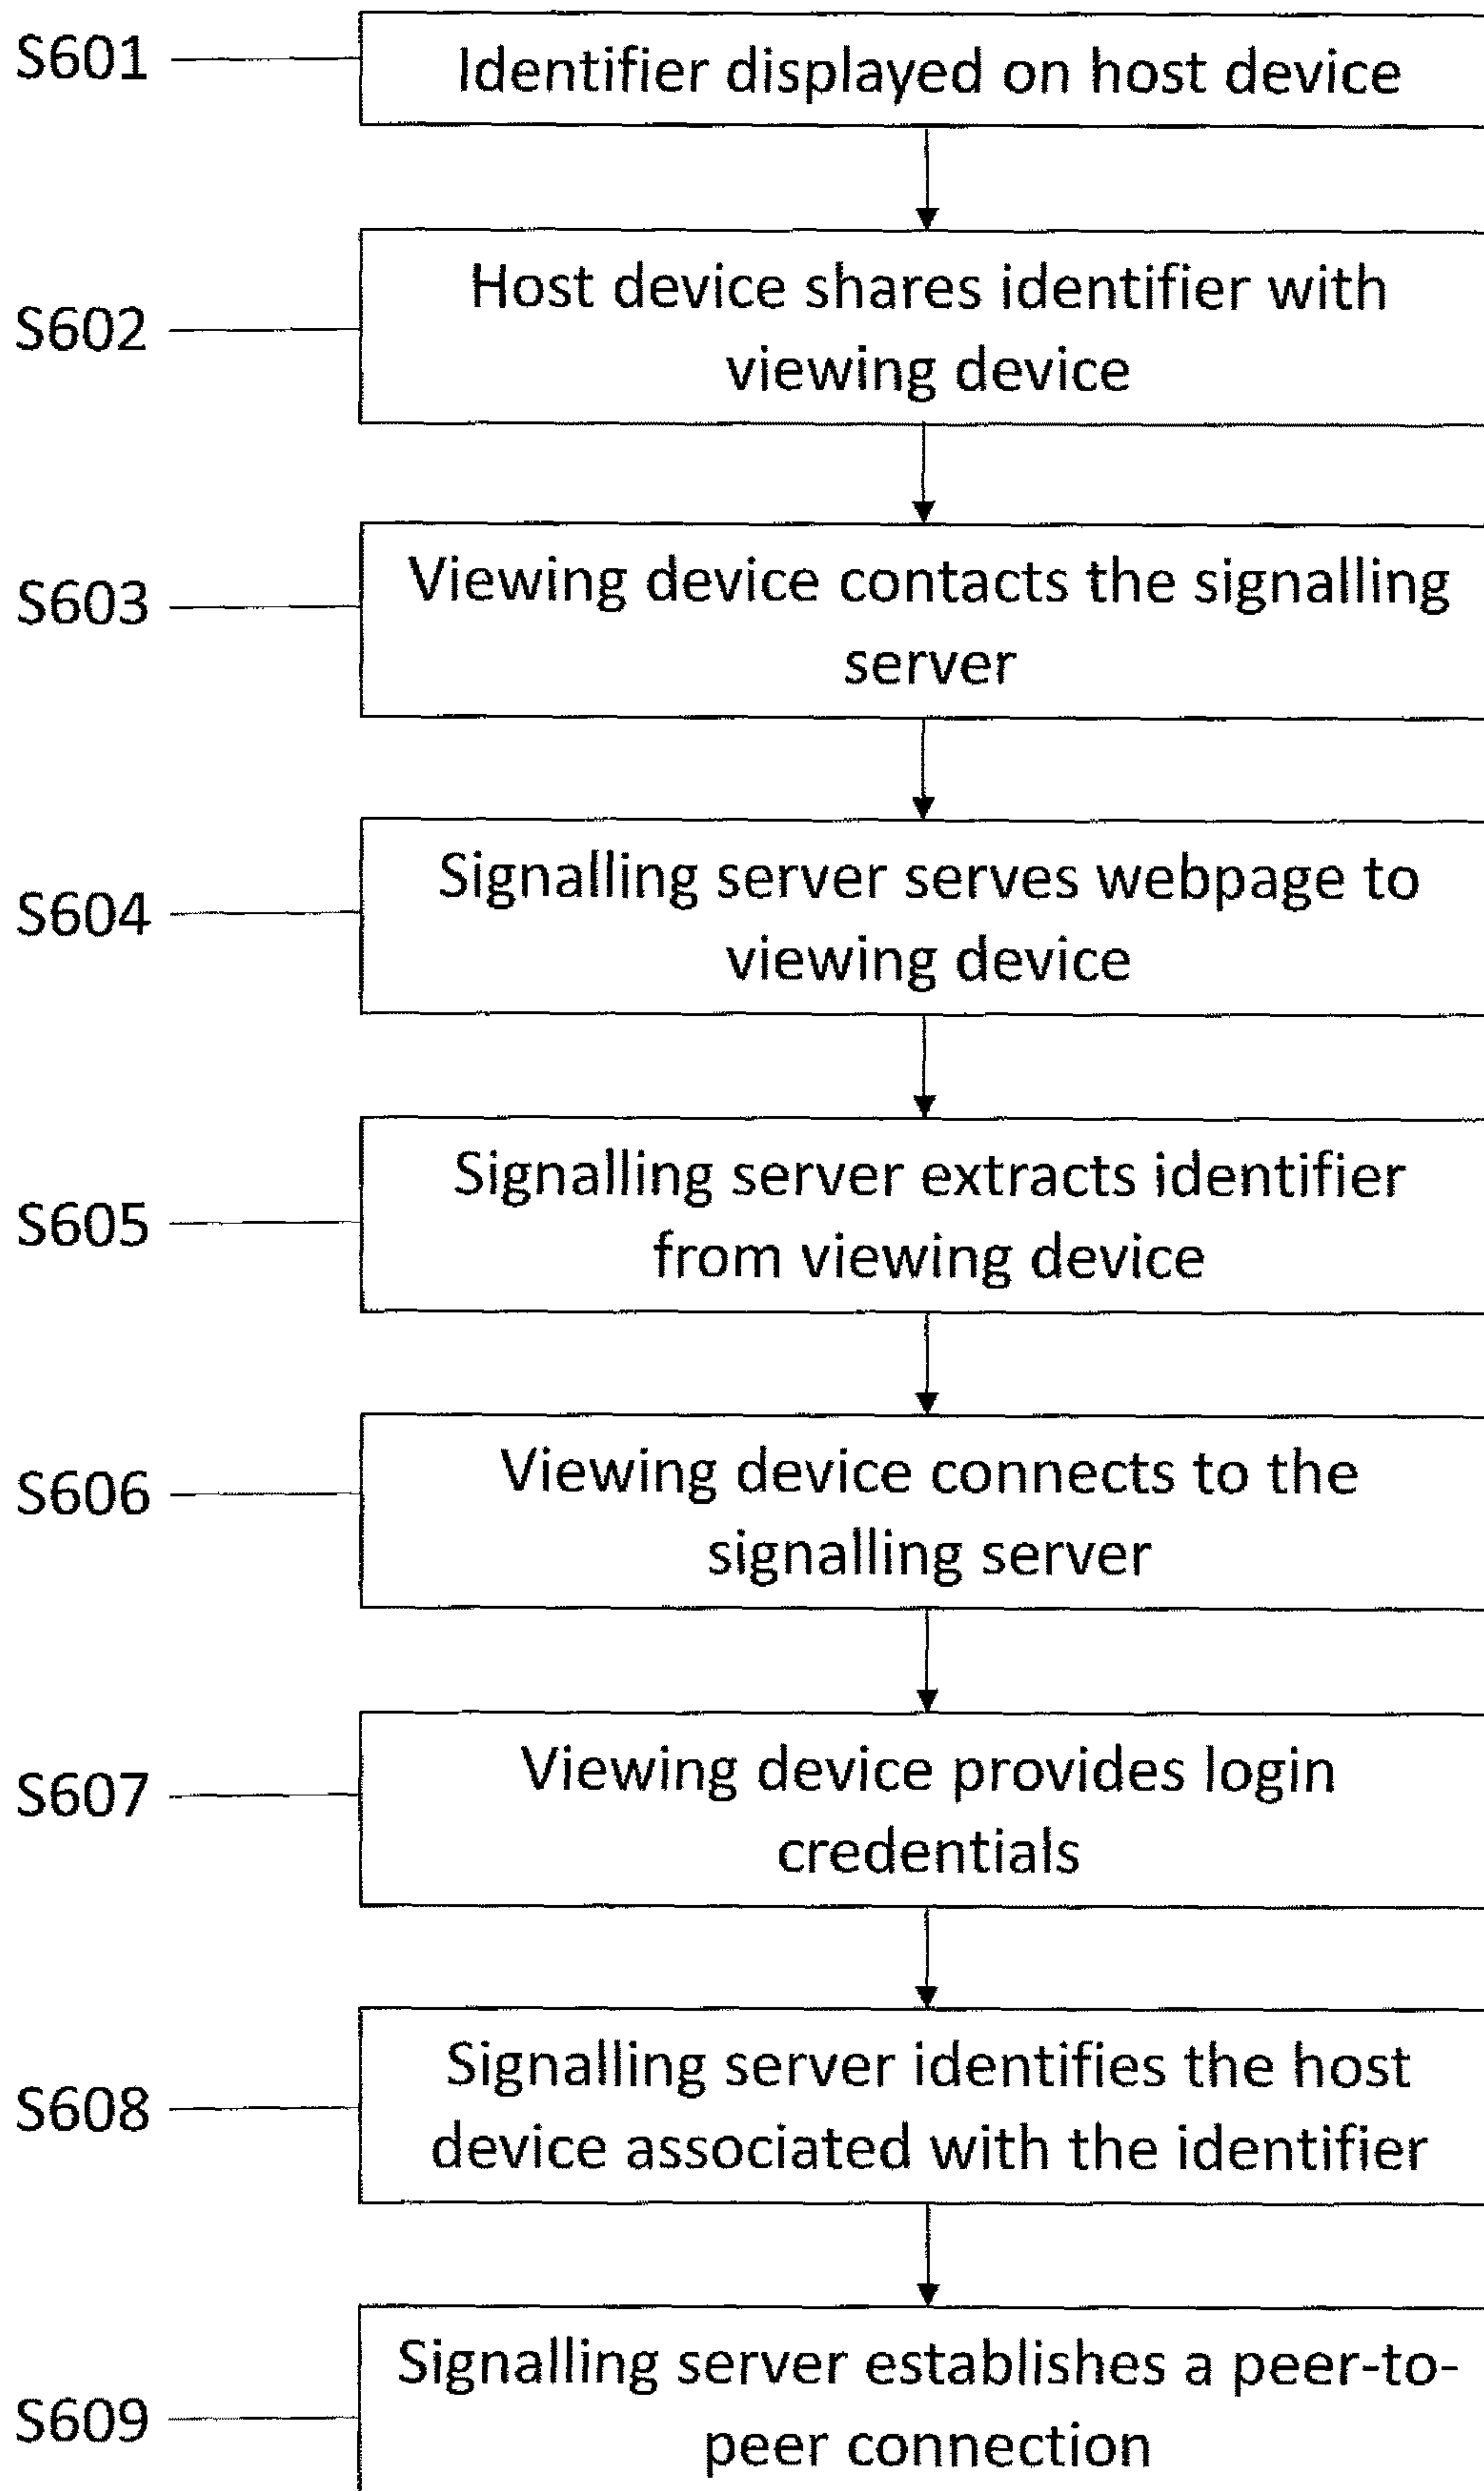 S601
Identifier displayed on host device
S602
Host device shares identifier with
viewing device
S603
Viewing device contacts the signalling
server
S604
Signalling server serves webpage to
viewing device
S605
Signalling server extracts identifier
from viewing device
S606
Viewing device connects to the
signalling server
S607
Viewing device provides login
credentials
S608
Signalling server identifies the host
device associated with the identifier
S609
Signalling server establishes a peer-to-
peer connection